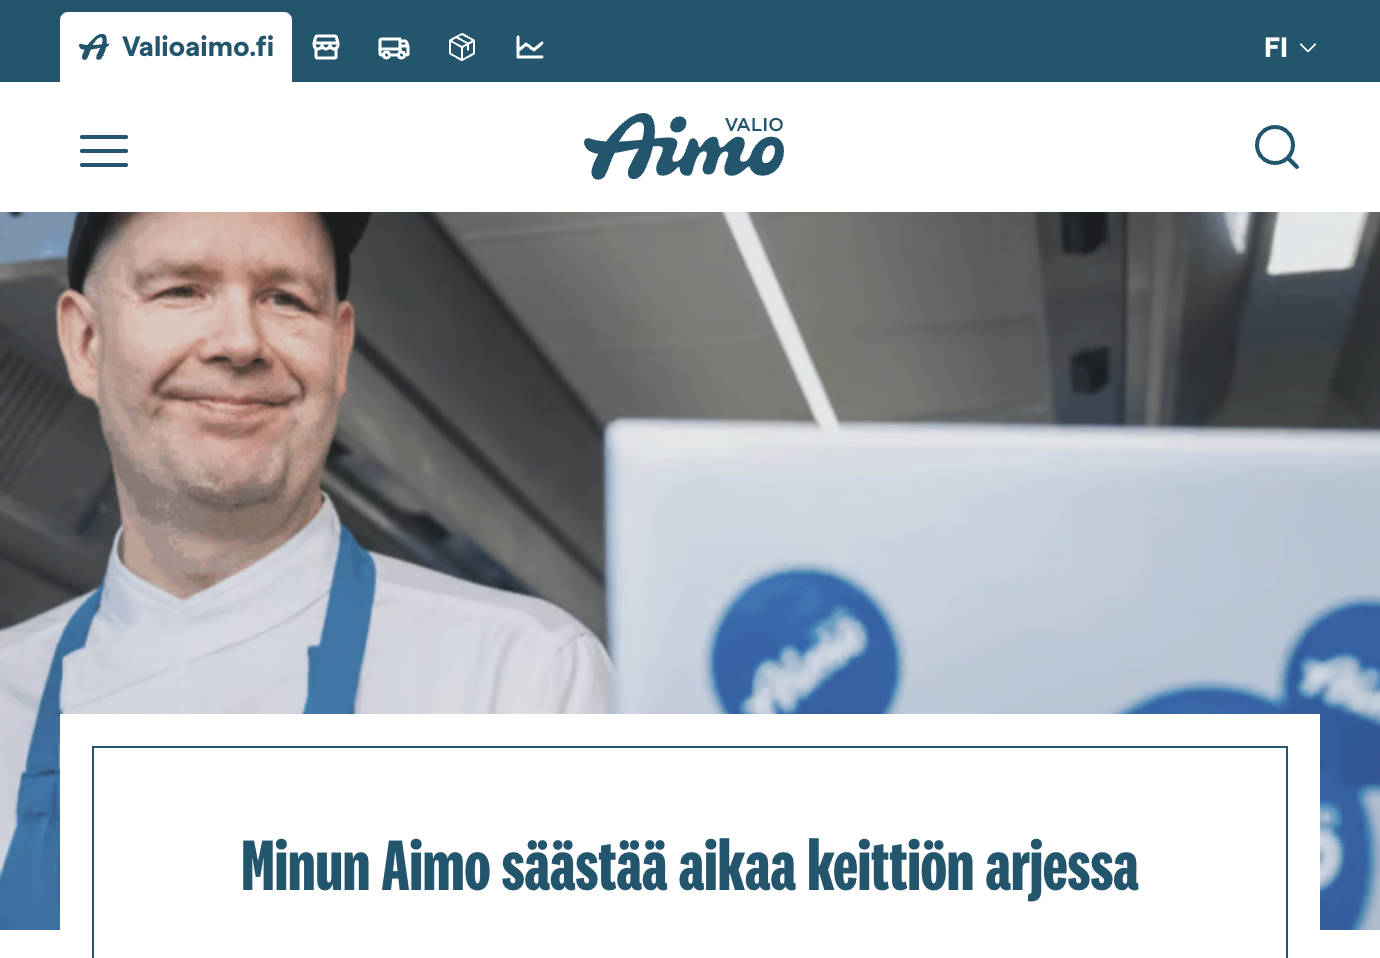 Valioaimo.fi
FI
VALIO
Aimo
Minun Aimo säästää aikaa keittiön arjessa